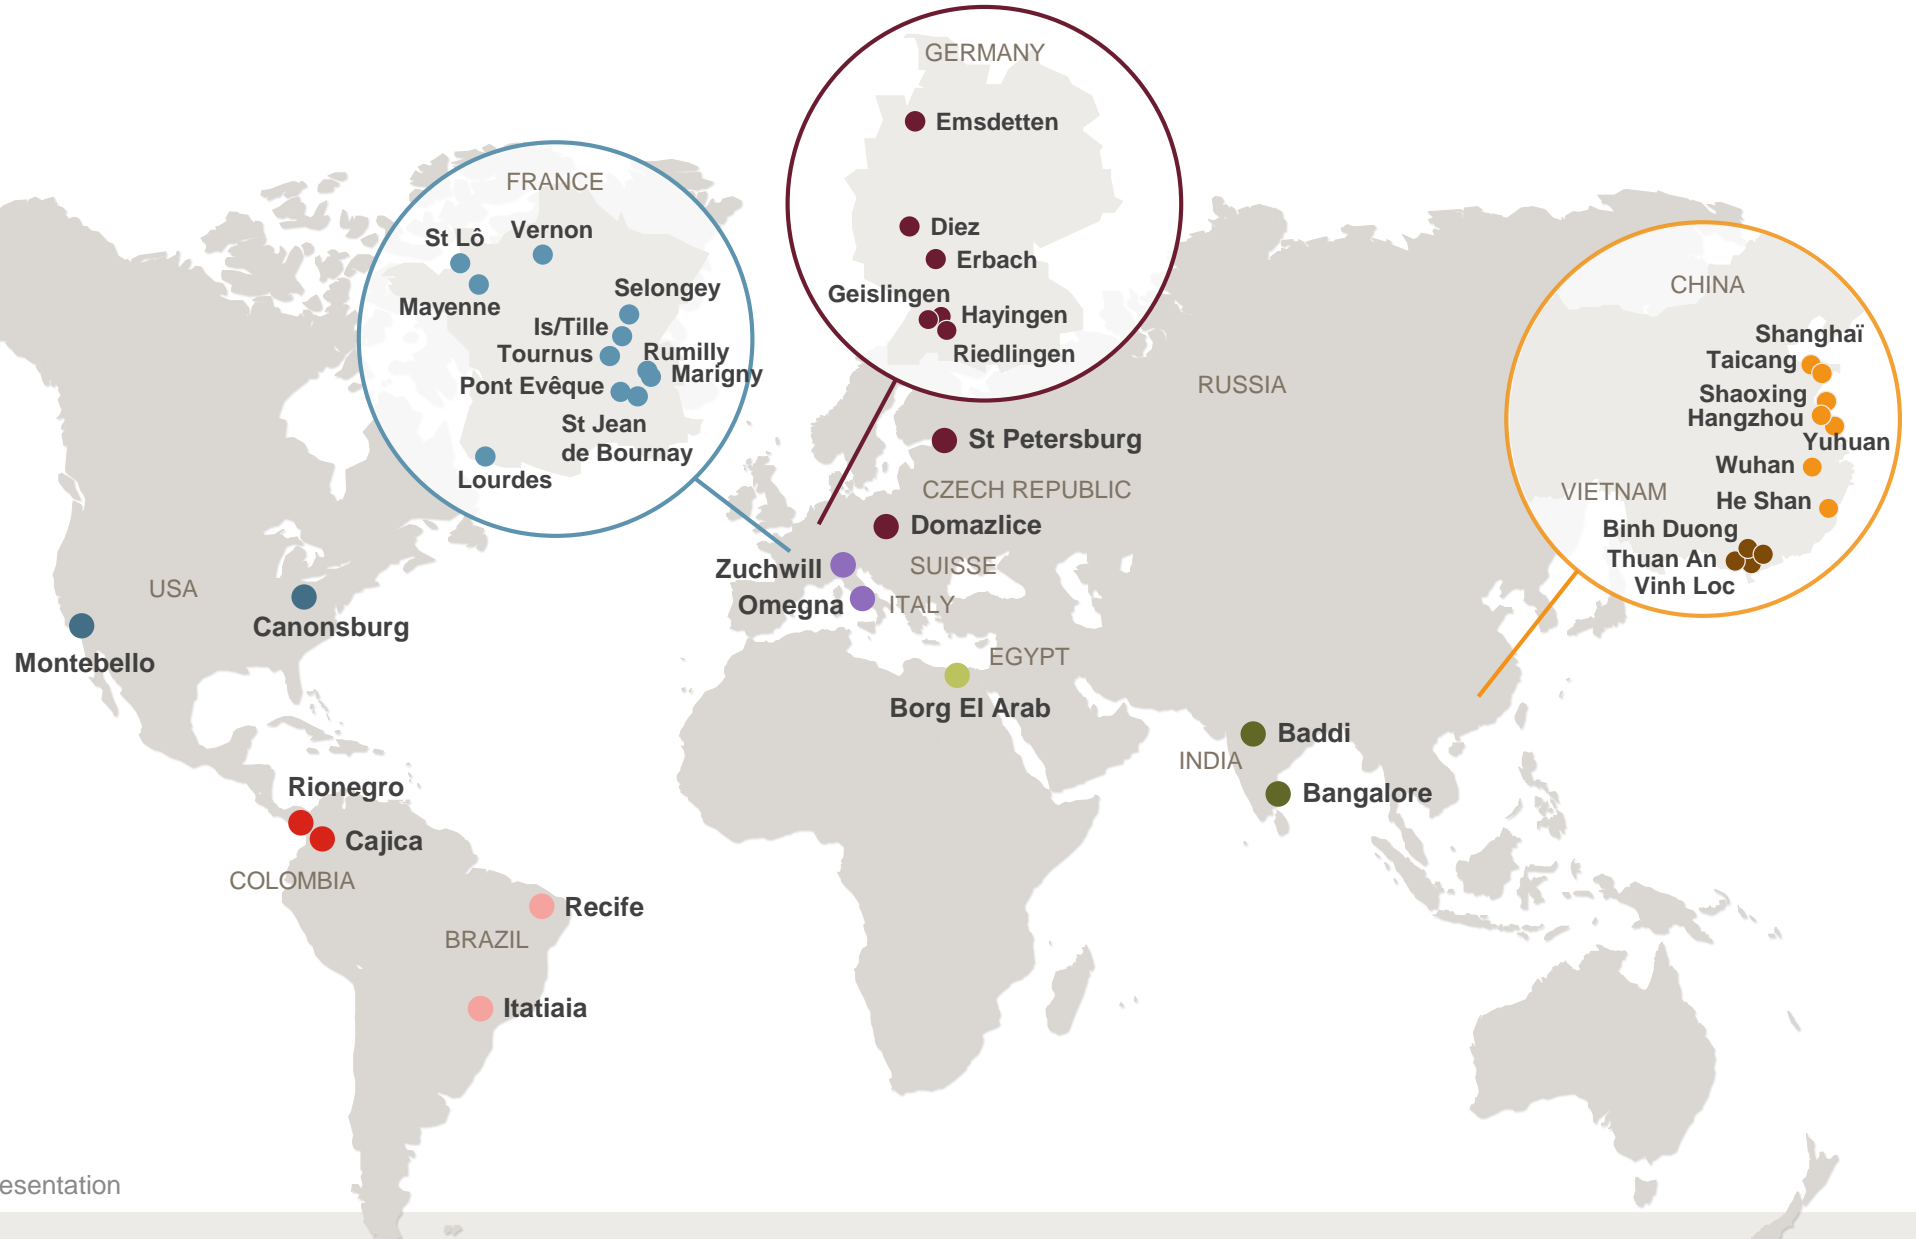 GERMANY
Emsdetten
Diez
Erbach
Geislingen
Hayingen
Riedlingen
FRANCE
Vernon
St Lô
Mayenne
Selongey
Is/Tille
Tournus
Rumilly
Marigny
Pont Evêque
St Jean
de Bournay
Lourdes
CHINA
Shanghaï
Taicang
Shaoxing
Hangzhou
Yuhuan
Wuhan
He Shan
VIETNAM
Binh Duong
Thuan An
Vinh Loc
RUSSIA
St Petersburg
CZECH REPUBLIC
Domazlice
Zuchwill
SUISSE
Omegna
ITALY
USA
Canonsburg
Montebello
EGYPT
Borg El Arab
Baddi
INDIA
Bangalore
Rionegro
Cajica
COLOMBIA
Recife
BRAZIL
Itatiaia
esentation